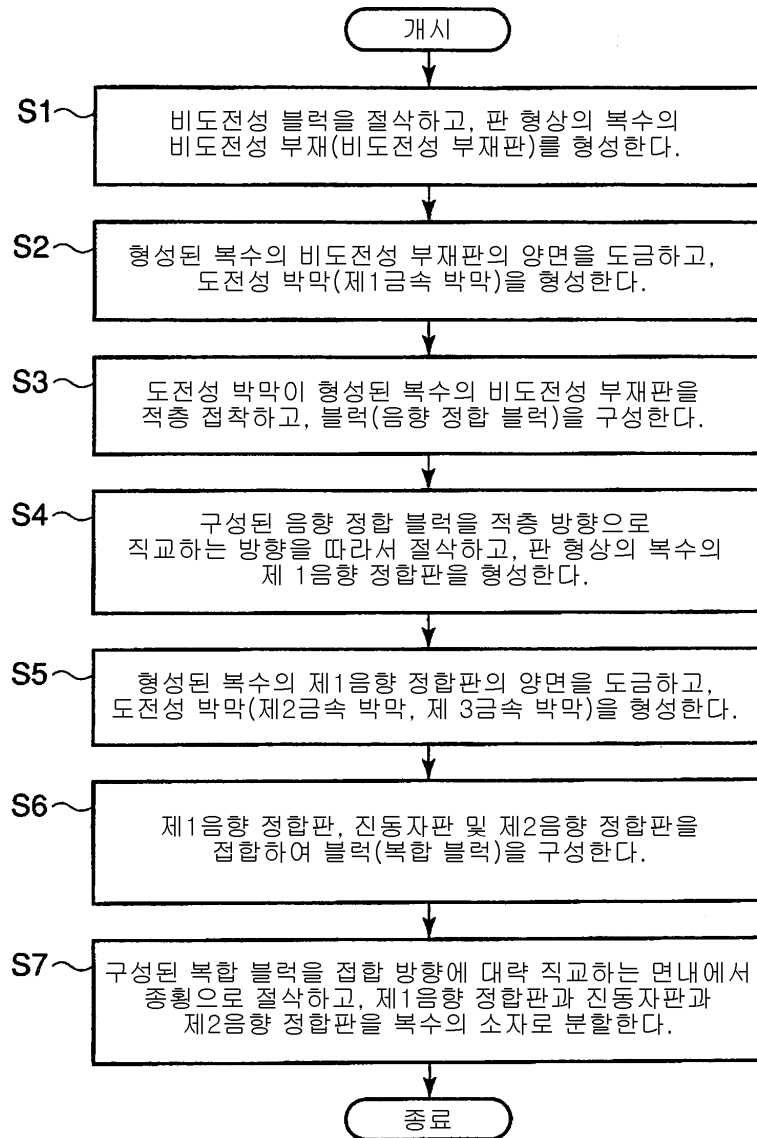 개시
S1
비도전성 블럭을 절삭하고, 판 형상의 복수의
비도전성 부재(비도전성 부재판)를 형성한다.
S2
형성된 복수의 비도전성 부재판의 양면을 도금하고,
도전성 박막(제1금속 박막)을 형성한다.
S3
도전성 박막이 형성된 복수의 비도전성 부재판을
적층 접착하고, 블럭(음향 정합 블럭)을 구성한다.
S4
구성된 음향 정합 블럭을 적층 방향으로
직교하는 방향을 따라서 절삭하고, 판 형상의 복수의
제 1음향 정합판을 형성한다.
S5
형성된 복수의 제1음향 정합판의 양면을 도금하고,
도전성 박막(제2금속 박막, 제 3금속 박막)을 형성한다.
S6
제1음향 정합판, 진동자판 및 제2음향 정합판을
접합하여 블럭(복합 블럭)을 구성한다.
S7
구성된 복합 블럭을 접합 방향에 대략 직교하는 면내에서
종횡으로 절삭하고, 제1음향 정합판과 진동자판과
제2음향 정합판을 복수의 소자로 분할한다.
종료